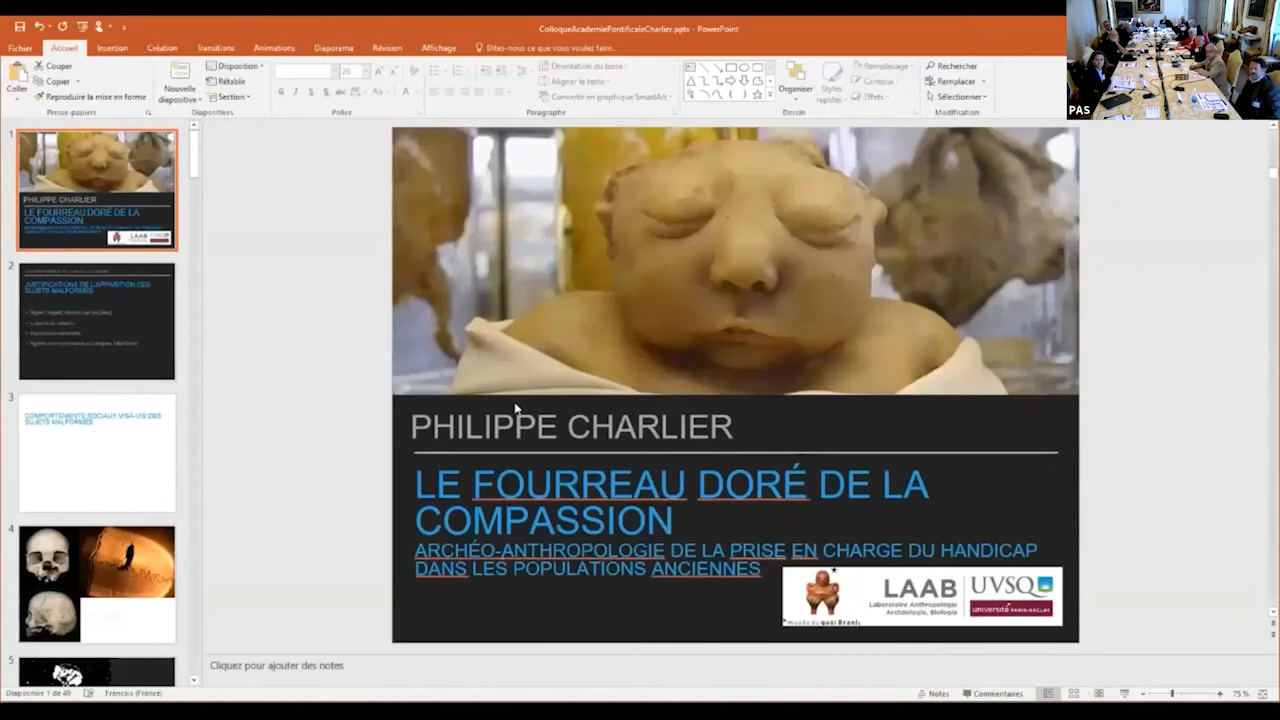 ColloqueAcademiePontificaleCharlier.pptx - PowerPoint
Fichier Accueil Insertion Création Transitions Animations Diaporama Révision Affichage Dites-nous ce que vous voulez faire...
PAS
Coller
Couper
Copier
Reproduire la mise en forme
Presse-papiers
Nouvelle
diapositive
Disposition
Rétablir
Section
Diapositives
Police
Orientation du texte
Aligner le texte
Convertir en graphique SmartArt
Paragraphe
Organiser
Styles
rapides
Remplissage
Contour
Effets
Dessin
Rechercher
Remplacer
Sélectionner
Modification
1
PHILIPPE CHARLIER
LE FOURREAU DORÉ DE LA
COMPASSION
LAAB
2
JUSTIFICATIONS DE L'APPARITION DES
SUJETS MALFORMÉS
3
COMPORTEMENTS SOCIAUX VIS-À-VIS DES
SUJETS MALFORMÉS
4
5
PHILIPPE CHARLIER
LE FOURREAU DORÉ DE LA
COMPASSION
ARCHÉO-ANTHROPOLOGIE DE LA PRISE EN CHARGE DU HANDICAP
DANS LES POPULATIONS ANCIENNES
musée du quai Branly
LAAB
Laboratoire Anthropologie
Archéologie, Biologie
UVSQ
université PARIS-SACLAY
Cliquez pour ajouter des notes
Diapositive 1 de 49 Français (France) Notes Commentaires 75 %